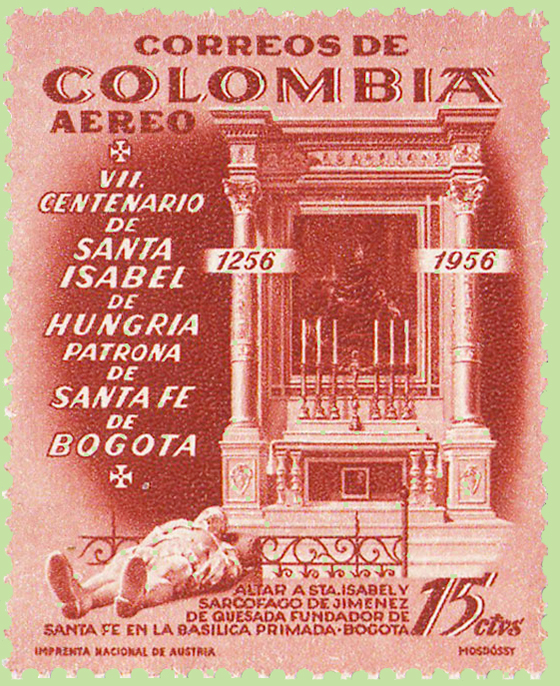 CORREOS DE
COLOMBIA
AEREO
VII.
CENTENARIO
DE
SANTA
ISABEL
DE
HUNGRIA
PATRONA
DE
SANTA FE
DE
BOGOTA
1256
1956
ALTAR A STA. ISABEL Y
SARCOFAGO DE JIMENEZ
DE QUESADA FUNDADOR DE
SANTA FE EN LA BASILICA PRIMADA·BOGOTA
15 ctvs
IMPRENTA NACIONAL DE AUSTRIA
MOSDÓSSY